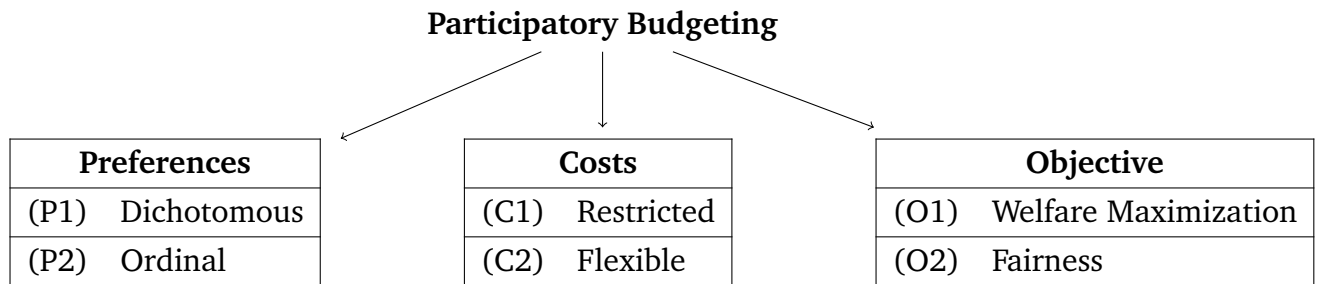 Participatory Budgeting
Preferences
(P1) Dichotomous
(P2) Ordinal
Costs
(C1) Restricted
(C2) Flexible
Objective
(O1) Welfare Maximization
(O2) Fairness